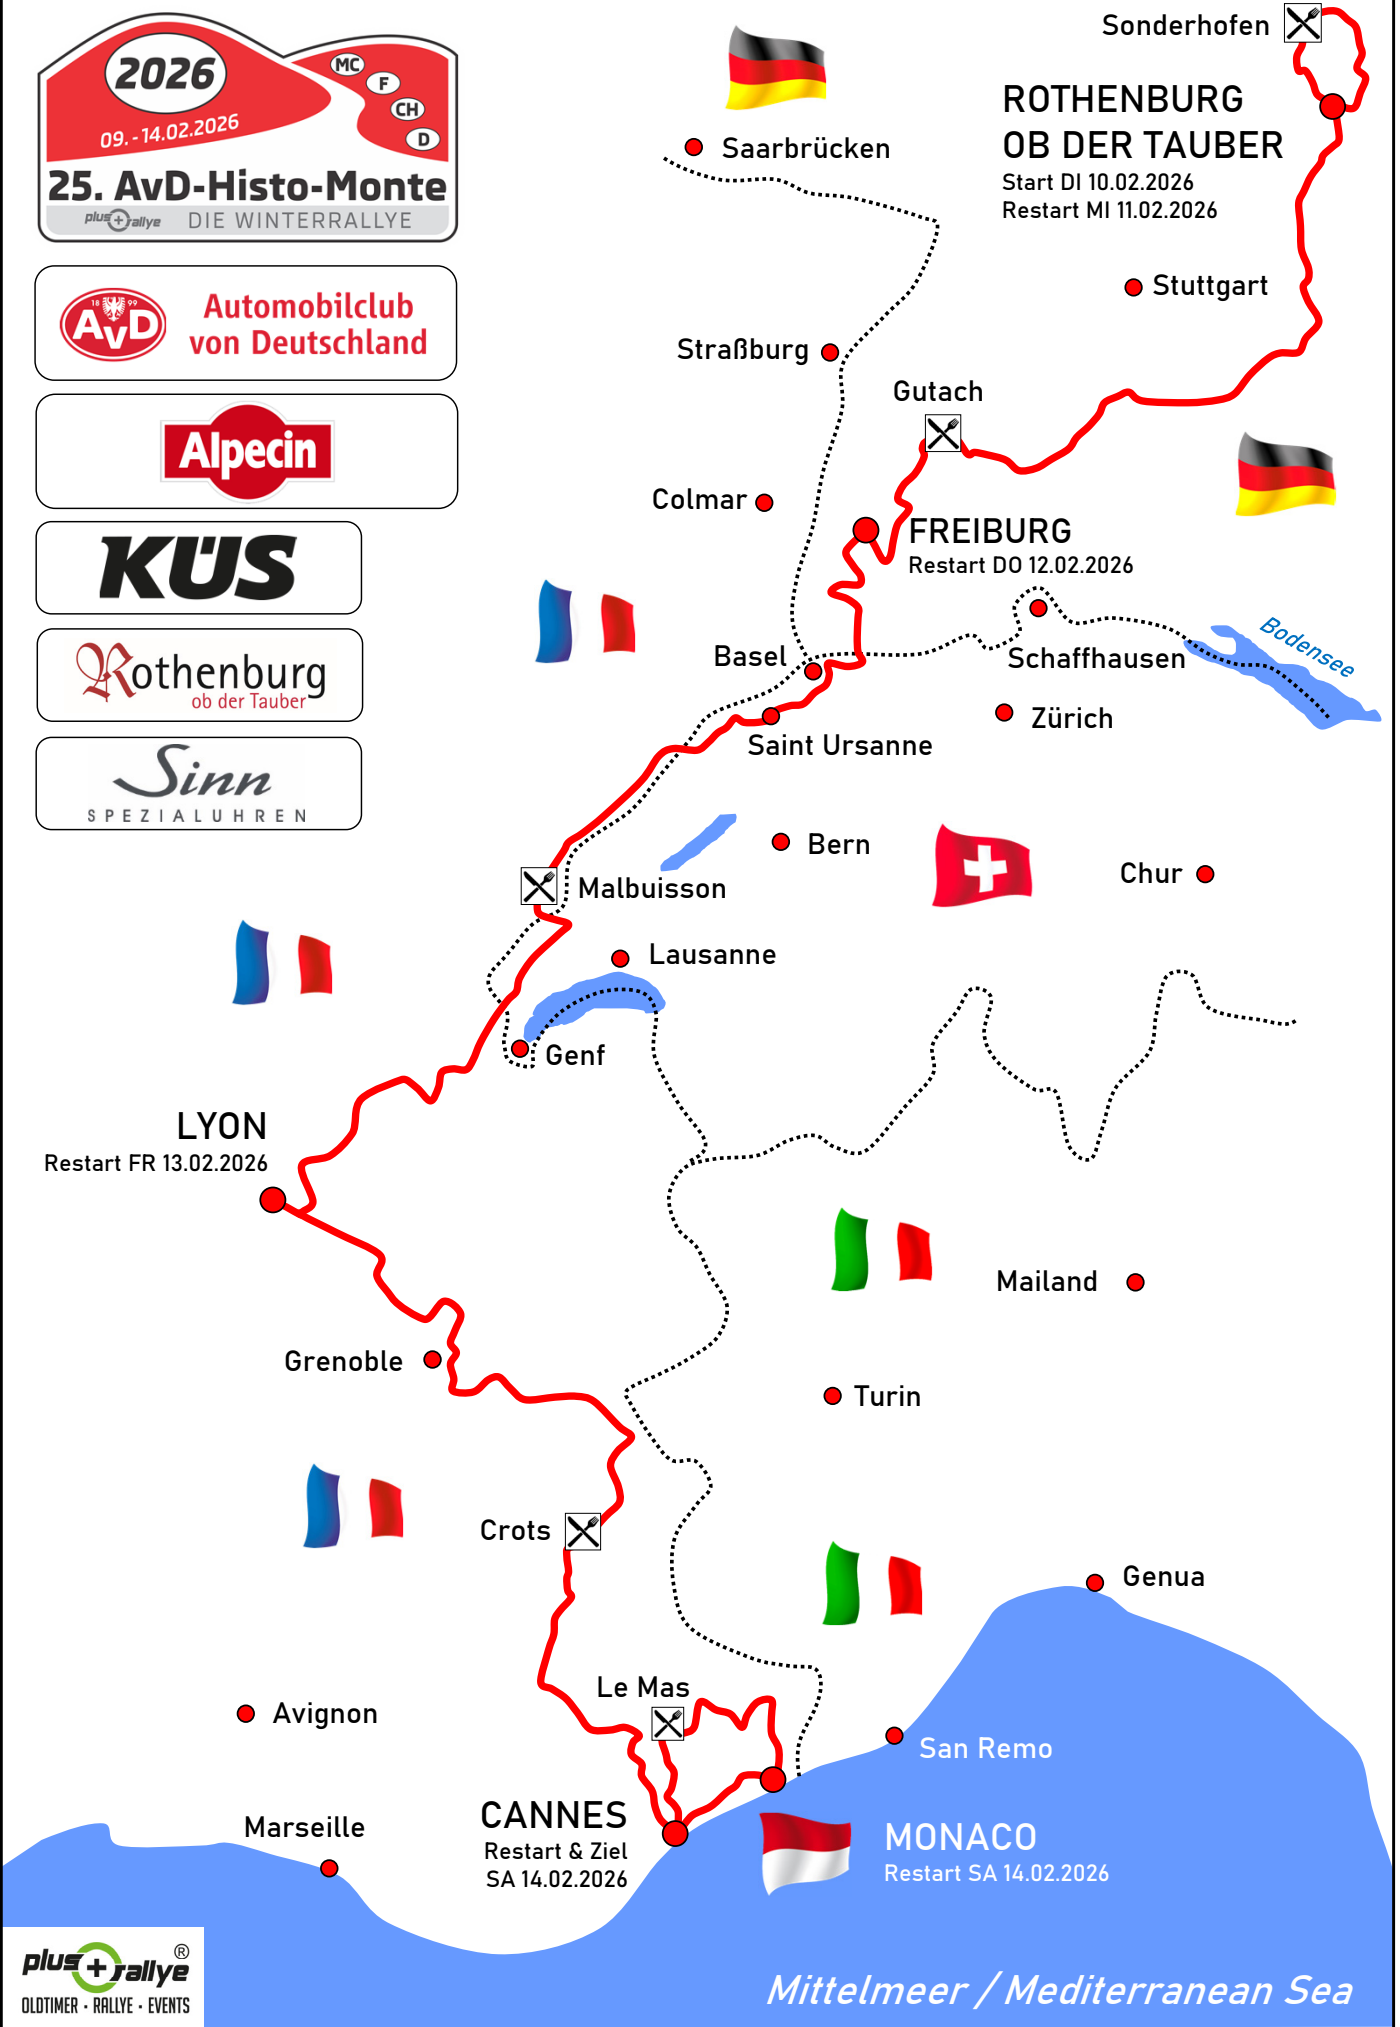 2026
09. - 14.02.2026
MC
F
CH
D
25. AvD-Histo-Monte
plus rallye DIE WINTERRALLYE
18 99
AvD
Automobilclub
von Deutschland
Alpecin
KÜS
Rothenburg
ob der Tauber
Sinn
SPEZIALUHREN
Sonderhofen
ROTHENBURG
OB DER TAUBER
Start DI 10.02.2026
Restart MI 11.02.2026
Saarbrücken
Stuttgart
Straßburg
Gutach
Colmar
FREIBURG
Restart DO 12.02.2026
Bodensee
Basel
Schaffhausen
Zürich
Saint Ursanne
Bern
Chur
Malbuisson
Lausanne
Genf
LYON
Restart FR 13.02.2026
Mailand
Grenoble
Turin
Crots
Genua
Le Mas
Avignon
San Remo
CANNES
Restart & Ziel
SA 14.02.2026
Marseille
MONACO
Restart SA 14.02.2026
plus+rallye®
OLDTIMER · RALLYE · EVENTS
Mittelmeer / Mediterranean Sea